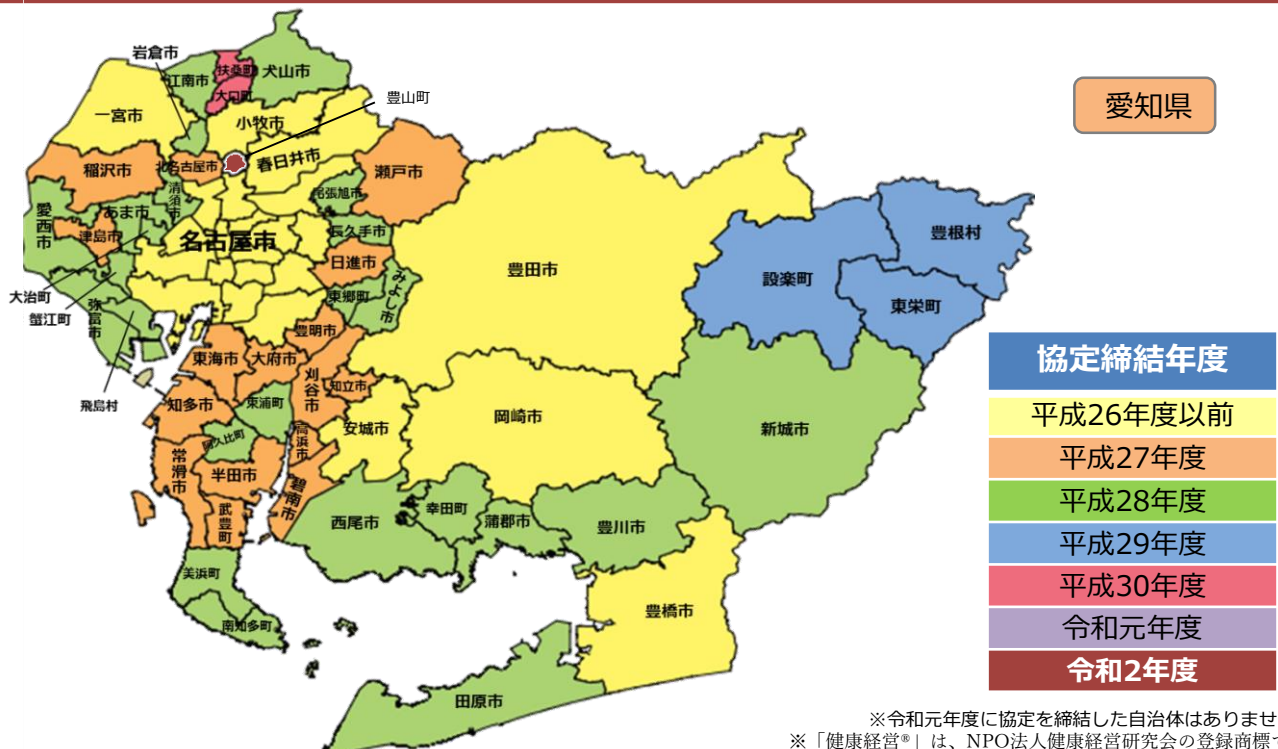 岩倉市
扶桑町
犬山市
江南市
大口町
豊山町
愛知県
一宮市
小牧市
春日井市
稲沢市
北名古屋市
瀬戸市
清須市
尾張旭市
愛西市
あま市
津島市
長久手市
名古屋市
日進市
豊田市
設楽町
豊根村
東栄町
みよし市
東郷町
大治町
蟹江町
弥富市
飛島村
豊明市
東海市
大府市
刈谷市
知立市
知多市
東浦町
阿久比町
高浜市
安城市
岡崎市
新城市
常滑市
半田市
碧南市
武豊町
西尾市
幸田町
蒲郡市
豊川市
美浜町
南知多町
豊橋市
田原市
協定締結年度
平成26年度以前
平成27年度
平成28年度
平成29年度
平成30年度
令和元年度
令和2年度
※令和元年度に協定を締結した自治体はありませ
※「健康経営®」は、NPO法人健康経営研究会の登録商標で